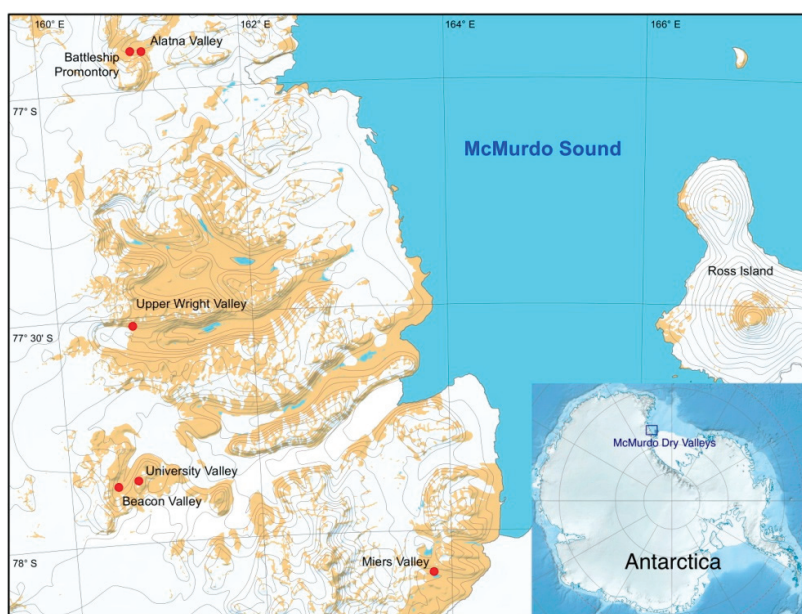 160° E
162° E
164° E
166° E
Alatna Valley
Battleship
Promontory
77° S
McMurdo Sound
Ross Island
Upper Wright Valley
77° 30' S
McMurdo Dry Valleys
University Valley
Beacon Valley
78° S
Miers Valley
Antarctica